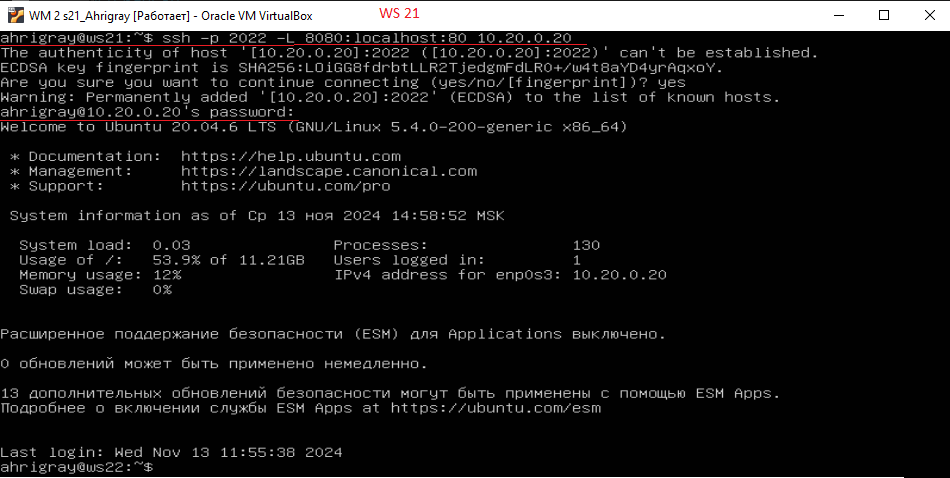 WM 2 s21_Ahrigray [Работает] - Oracle VM VirtualBox
WS 21
ahrigray@ws21:~$ ssh -p 2022 -L 8080:localhost:80 10.20.0.20
The authenticity of host '[10.20.0.20]:2022 ([10.20.0.20]:2022)' can't be established.
ECDSA key fingerprint is SHA256:LOiGG8fdrbtLLR2TjedgmFdLRO+/w4t8aYD4yrAqxoY.
Are you sure you want to continue connecting (yes/no/[fingerprint])? yes
Warning: Permanently added '[10.20.0.20]:2022' (ECDSA) to the list of known hosts.
ahrigray@10.20.0.20's password:
Welcome to Ubuntu 20.04.6 LTS (GNU/Linux 5.4.0-200-generic x86_64)
* Documentation: https://help.ubuntu.com
* Management: https://landscape.canonical.com
* Support: https://ubuntu.com/pro
System information as of Ср 13 ноя 2024 14:58:52 MSK
System load: 0.03 Processes: 130
Usage of /: 53.9% of 11.21GB Users logged in: 1
Memory usage: 12% IPv4 address for enp0s3: 10.20.0.20
Swap usage: 0%
Расширенное поддержание безопасности (ESM) для Applications выключено.
0 обновлений может быть применено немедленно.
13 дополнительных обновлений безопасности могут быть применены с помощью ESM Apps.
Подробнее о включении службы ESM Apps at https://ubuntu.com/esm
Last login: Wed Nov 13 11:55:38 2024
ahrigray@ws22:~$